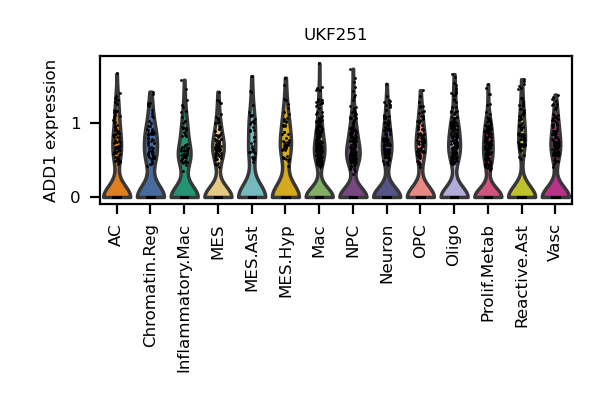 UKF251
ADD1 expression
1
0
AC
Chromatin.Reg
Inflammatory.Mac
MES
MES.Ast
MES.Hyp
Mac
NPC
Neuron
OPC
Oligo
Prolif.Metab
Reactive.Ast
Vasc